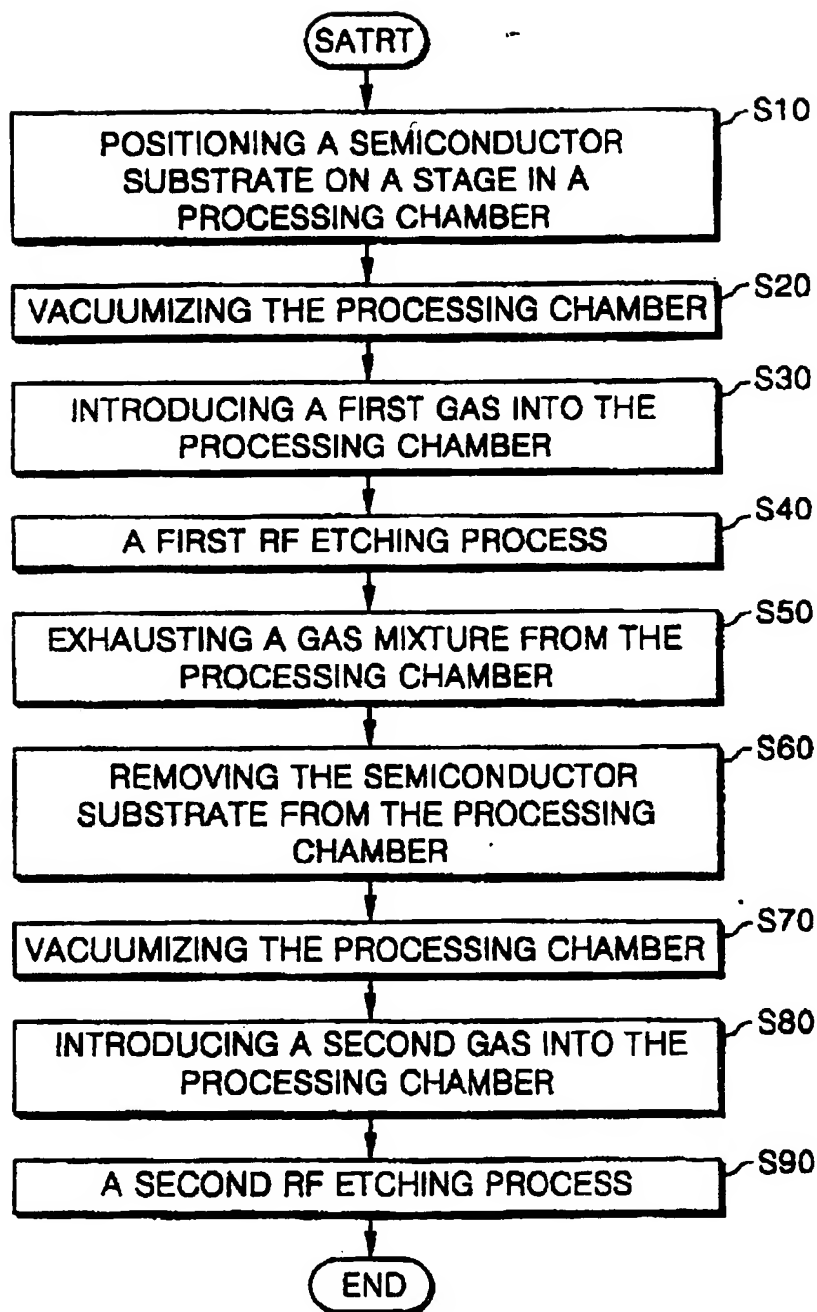 SATRT
S10
POSITIONING A SEMICONDUCTOR
SUBSTRATE ON A STAGE IN A
PROCESSING CHAMBER
S20
VACUUMIZING THE PROCESSING CHAMBER
S30
INTRODUCING A FIRST GAS INTO THE
PROCESSING CHAMBER
S40
A FIRST RF ETCHING PROCESS
S50
EXHAUSTING A GAS MIXTURE FROM THE
PROCESSING CHAMBER
S60
REMOVING THE SEMICONDUCTOR
SUBSTRATE FROM THE PROCESSING
CHAMBER
S70
VACUUMIZING THE PROCESSING CHAMBER
S80
INTRODUCING A SECOND GAS INTO THE
PROCESSING CHAMBER
S90
A SECOND RF ETCHING PROCESS
END